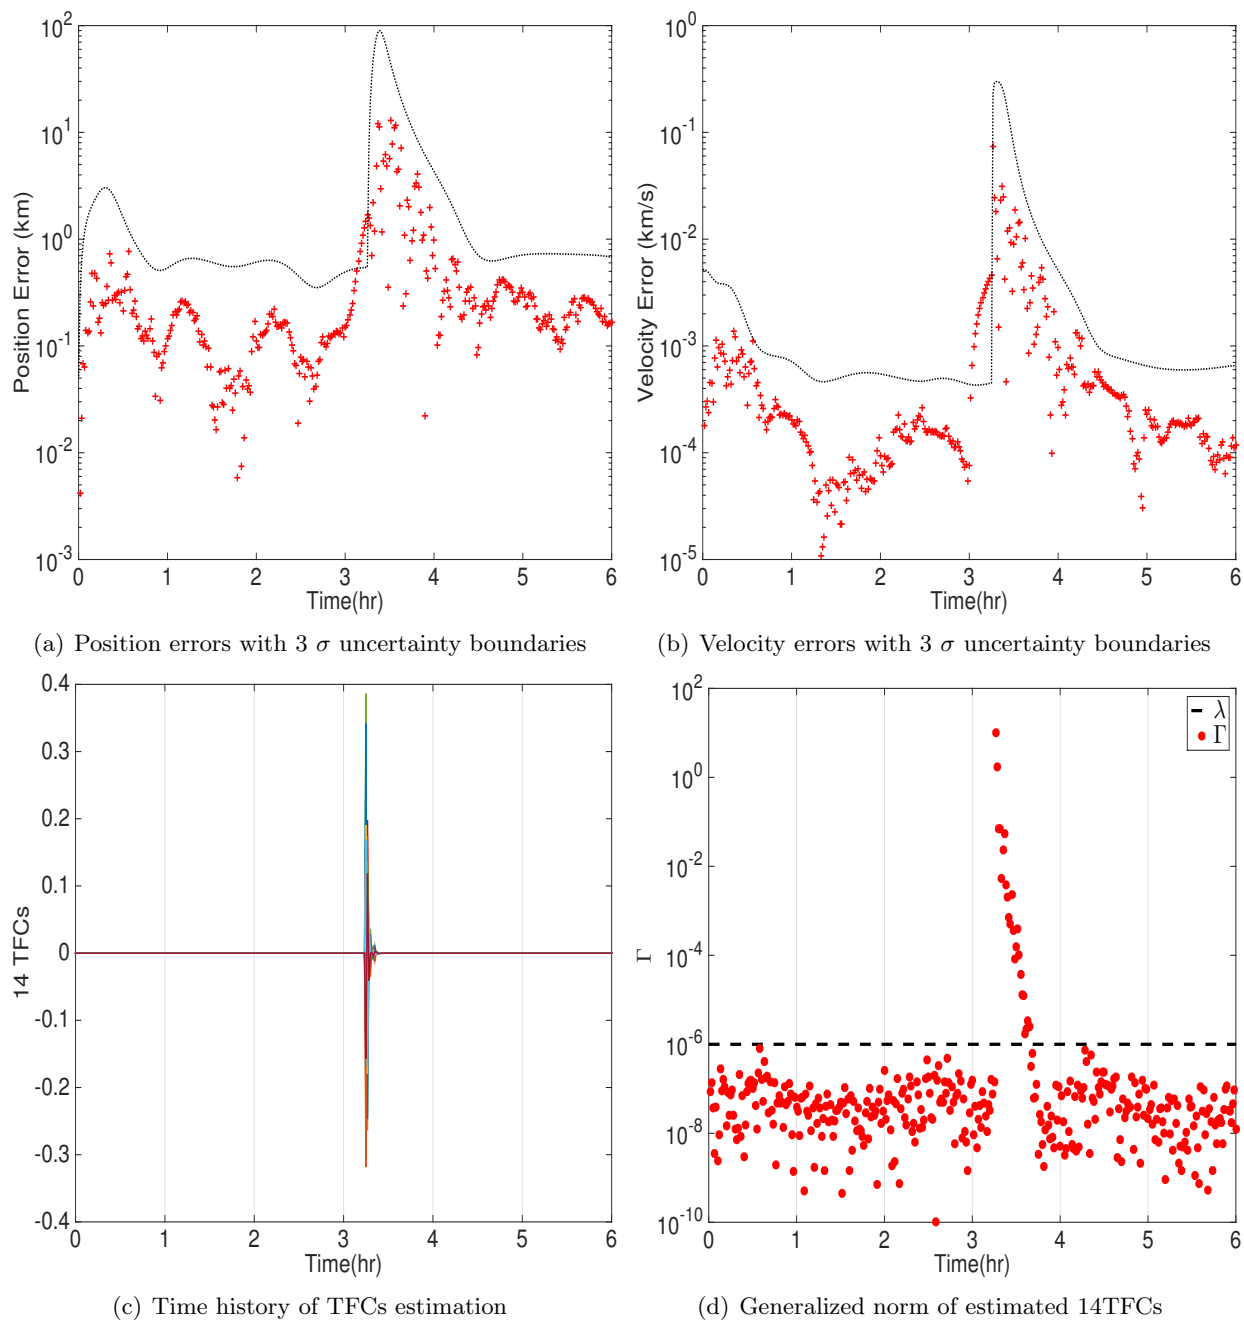 Position Error (km)
10^2
10^1
10^0
10^-1
10^-2
10^-3
0 1 2 3 4 5 6
Time(hr)
(a) Position errors with 3 σ uncertainty boundaries
Velocity Error (km/s)
10^0
10^-1
10^-2
10^-3
10^-4
10^-5
0 1 2 3 4 5 6
Time(hr)
(b) Velocity errors with 3 σ uncertainty boundaries
14 TFCs
0.4
0.3
0.2
0.1
0
-0.1
-0.2
-0.3
-0.4
0 1 2 3 4 5 6
Time(hr)
(c) Time history of TFCs estimation
Γ
10^2
10^0
10^-2
10^-4
10^-6
10^-8
10^-10
λ
Γ
0 1 2 3 4 5 6
Time(hr)
(d) Generalized norm of estimated 14TFCs